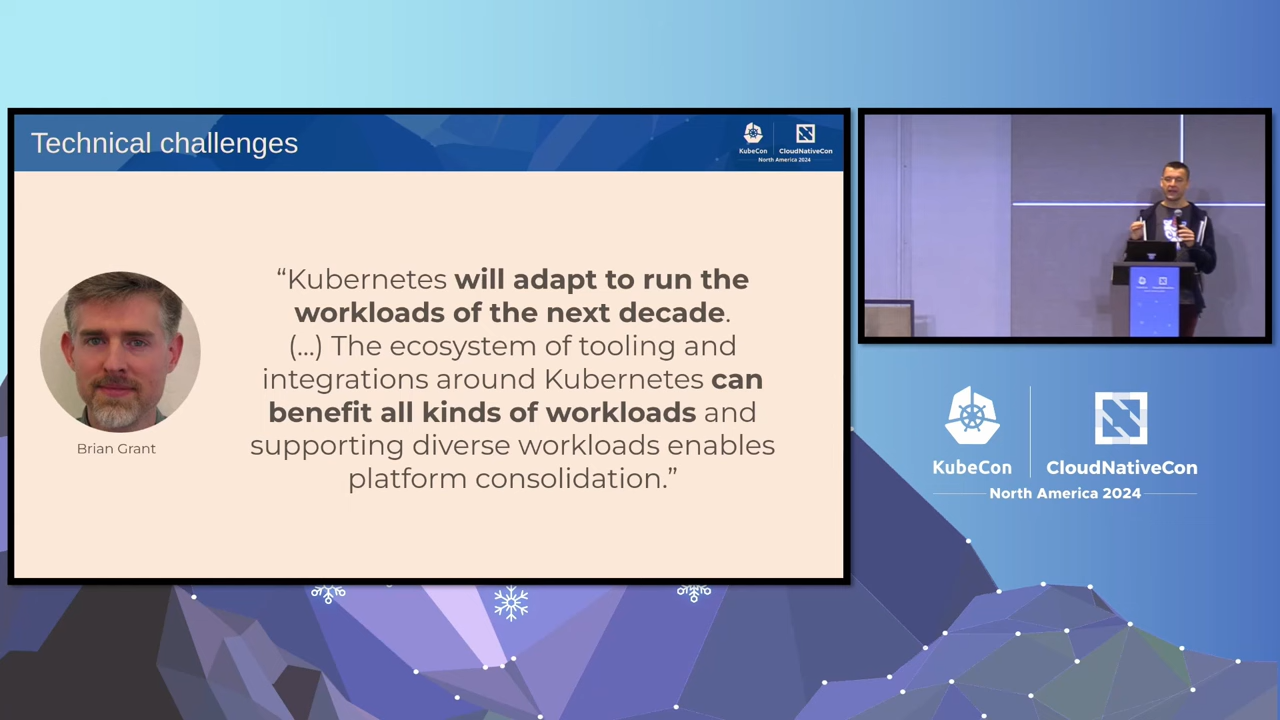 Technical challenges
KubeCon
CloudNativeCon
North America 2024
“Kubernetes will adapt to run the
workloads of the next decade.
(...) The ecosystem of tooling and
integrations around Kubernetes can
benefit all kinds of workloads and
supporting diverse workloads enables
platform consolidation.”
Brian Grant
KubeCon
CloudNativeCon
North America 2024